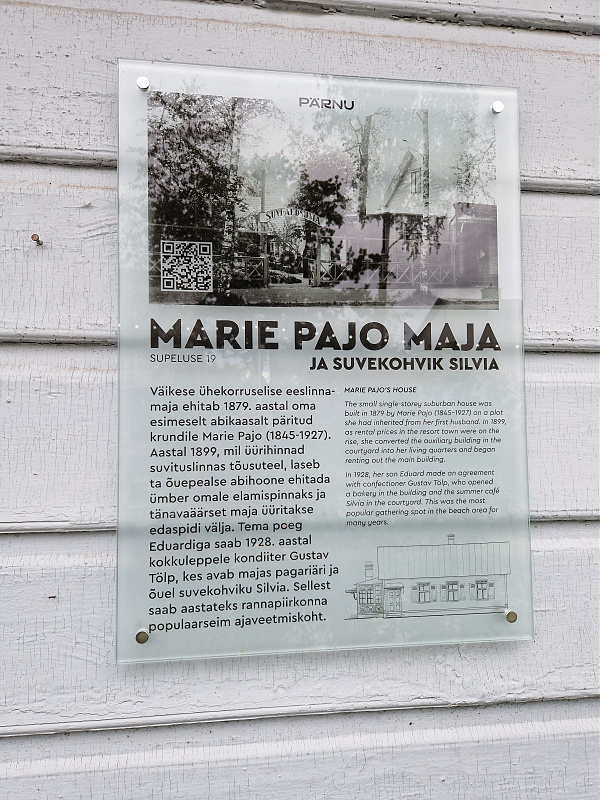 PÄRNU
MARIE PAJO MAJA
SUPELUSE 19
JA SUVEKOHVIK SILVIA
Väikese ühekorruselise eeslinna-
maja ehitab 1879. aastal oma
esimeselt abikaasalt päritud
krundile Marie Pajo (1845-1927).
Aastal 1899, mil üürihinnad
suvituslinnas tõusuteel, laseb
ta õuepealse abihoone ehitada
ümber omale elamispinnaks ja
tänavaäärset maja üüritakse
edaspidi välja. Tema poeg
Eduardiga saab 1928. aastal
kokkuleppele kondiiter Gustav
Tölp, kes avab majas pagariäri ja
õuel suvekohviku Silvia. Sellest
saab aastateks rannapiirkonna
populaarseim ajaveetmiskoht.
MARIE PAJO'S HOUSE
The small single-storey suburban house was
built in 1879 by Marie Pajo (1845-1927) on a plot
she had inherited from her first husband. In 1899,
as rental prices in the resort town were on the
rise, she converted the auxiliary building in the
courtyard into her living quarters and began
renting out the main building.
In 1928, her son Eduard made an agreement
with confectioner Gustav Tölp, who opened
a bakery in the building and the summer café
Silvia in the courtyard. This was the most
popular gathering spot in the beach area for
many years.